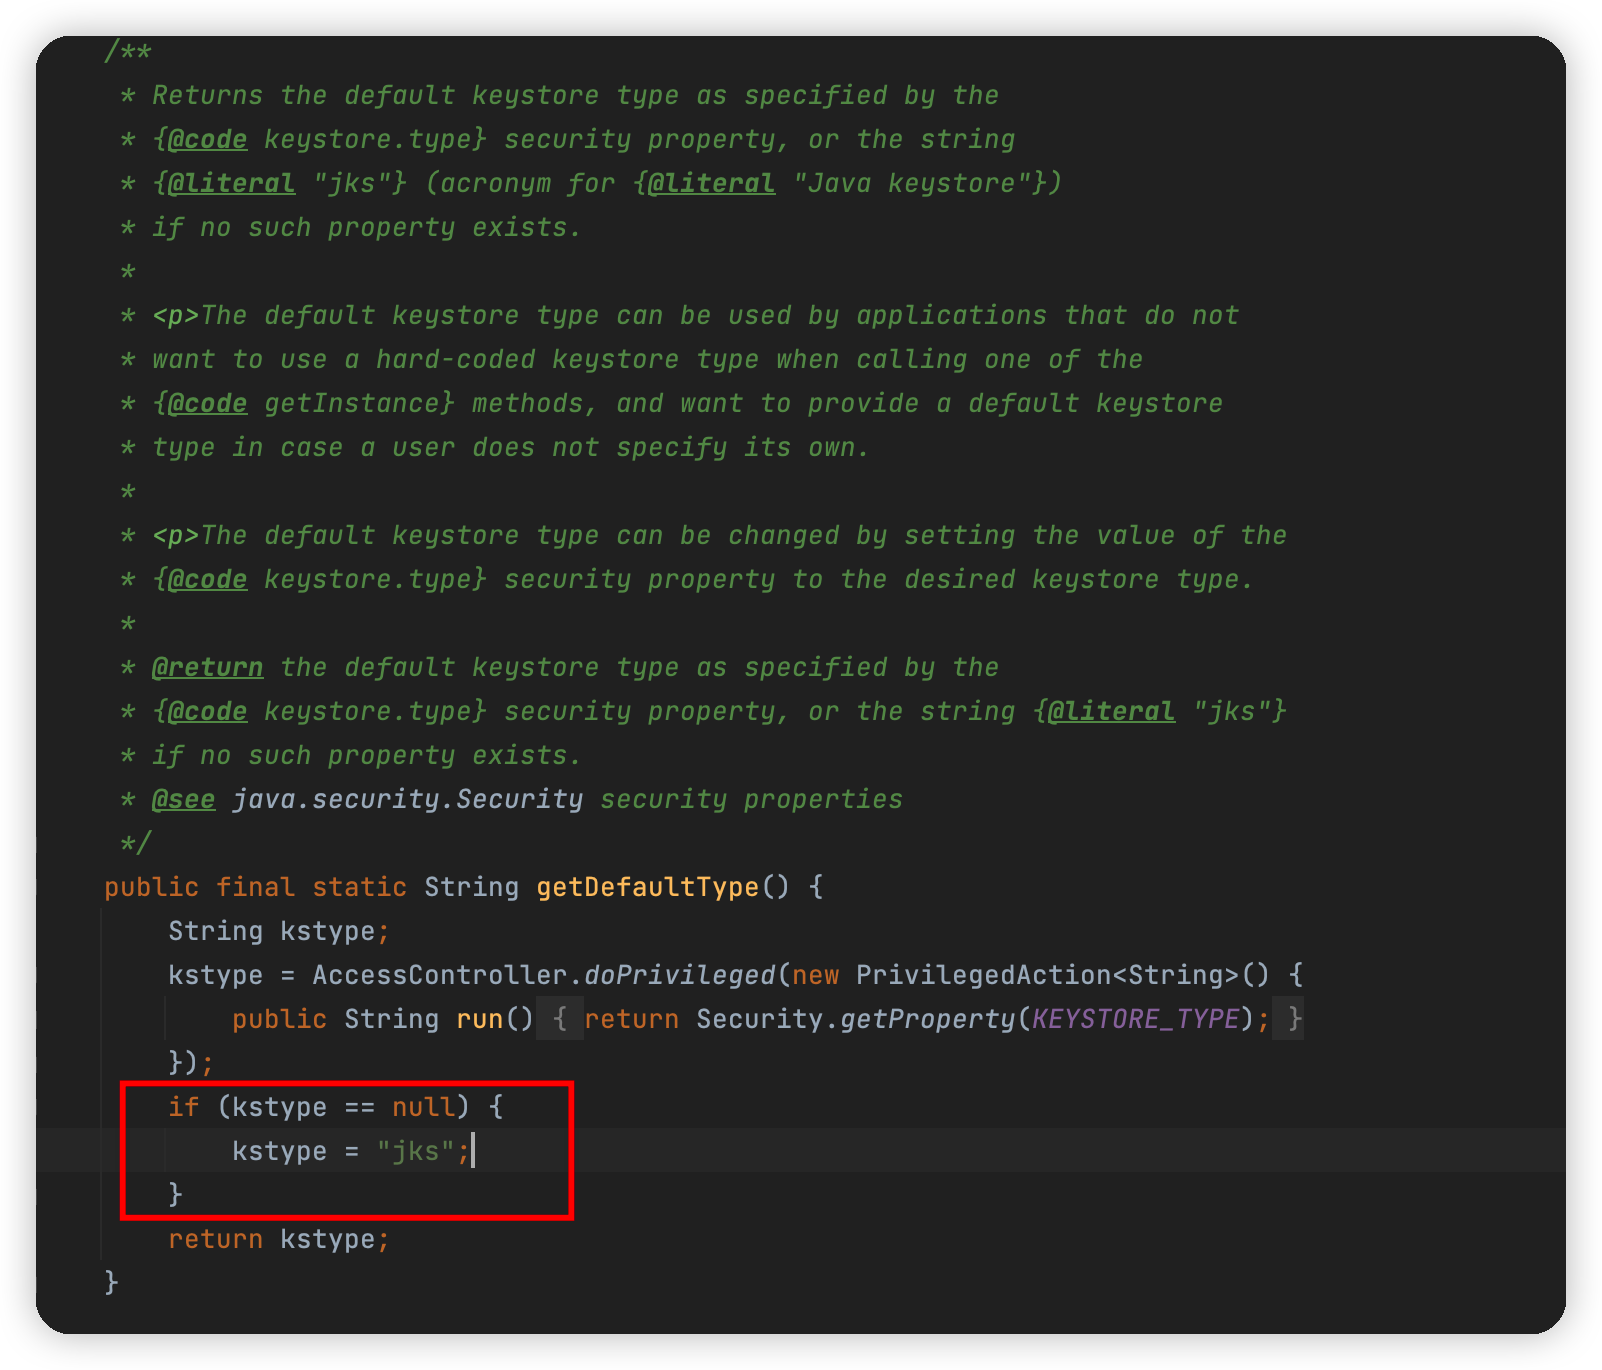 /**
 * Returns the default keystore type as specified by the
 * {@code keystore.type} security property, or the string
 * {@literal "jks"} (acronym for {@literal "Java keystore"})
 * if no such property exists.
 *
 * <p>The default keystore type can be used by applications that do not
 * want to use a hard-coded keystore type when calling one of the
 * {@code getInstance} methods, and want to provide a default keystore
 * type in case a user does not specify its own.
 *
 * <p>The default keystore type can be changed by setting the value of the
 * {@code keystore.type} security property to the desired keystore type.
 *
 * @return the default keystore type as specified by the
 * {@code keystore.type} security property, or the string {@literal "jks"}
 * if no such property exists.
 * @see java.security.Security security properties
 */
public final static String getDefaultType() {
    String kstype;
    kstype = AccessController.doPrivileged(new PrivilegedAction<String>() {
        public String run() { return Security.getProperty(KEYSTORE_TYPE); }
    });
    if (kstype == null) {
        kstype = "jks";
    }
    return kstype;
}